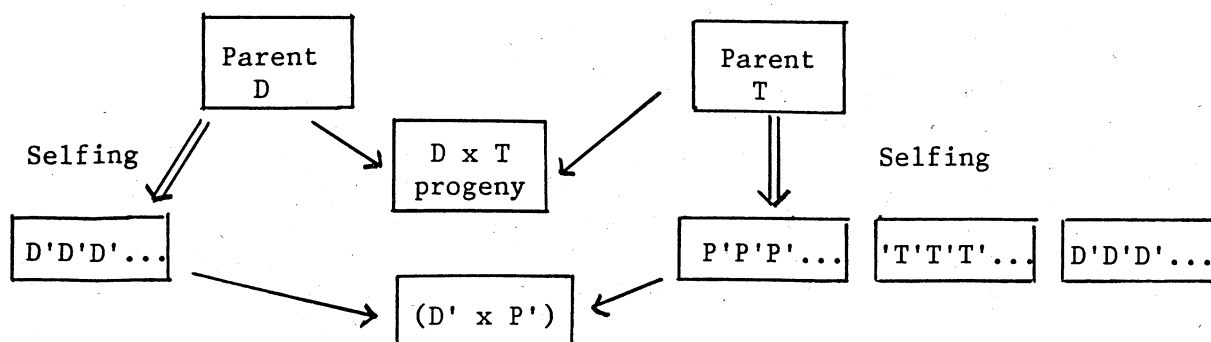 Parent
D
Parent
T
Selfing
D x T
progeny
Selfing
D'D'D'...
P'P'P'...
'T'T'T'...
D'D'D'...
(D' x P')